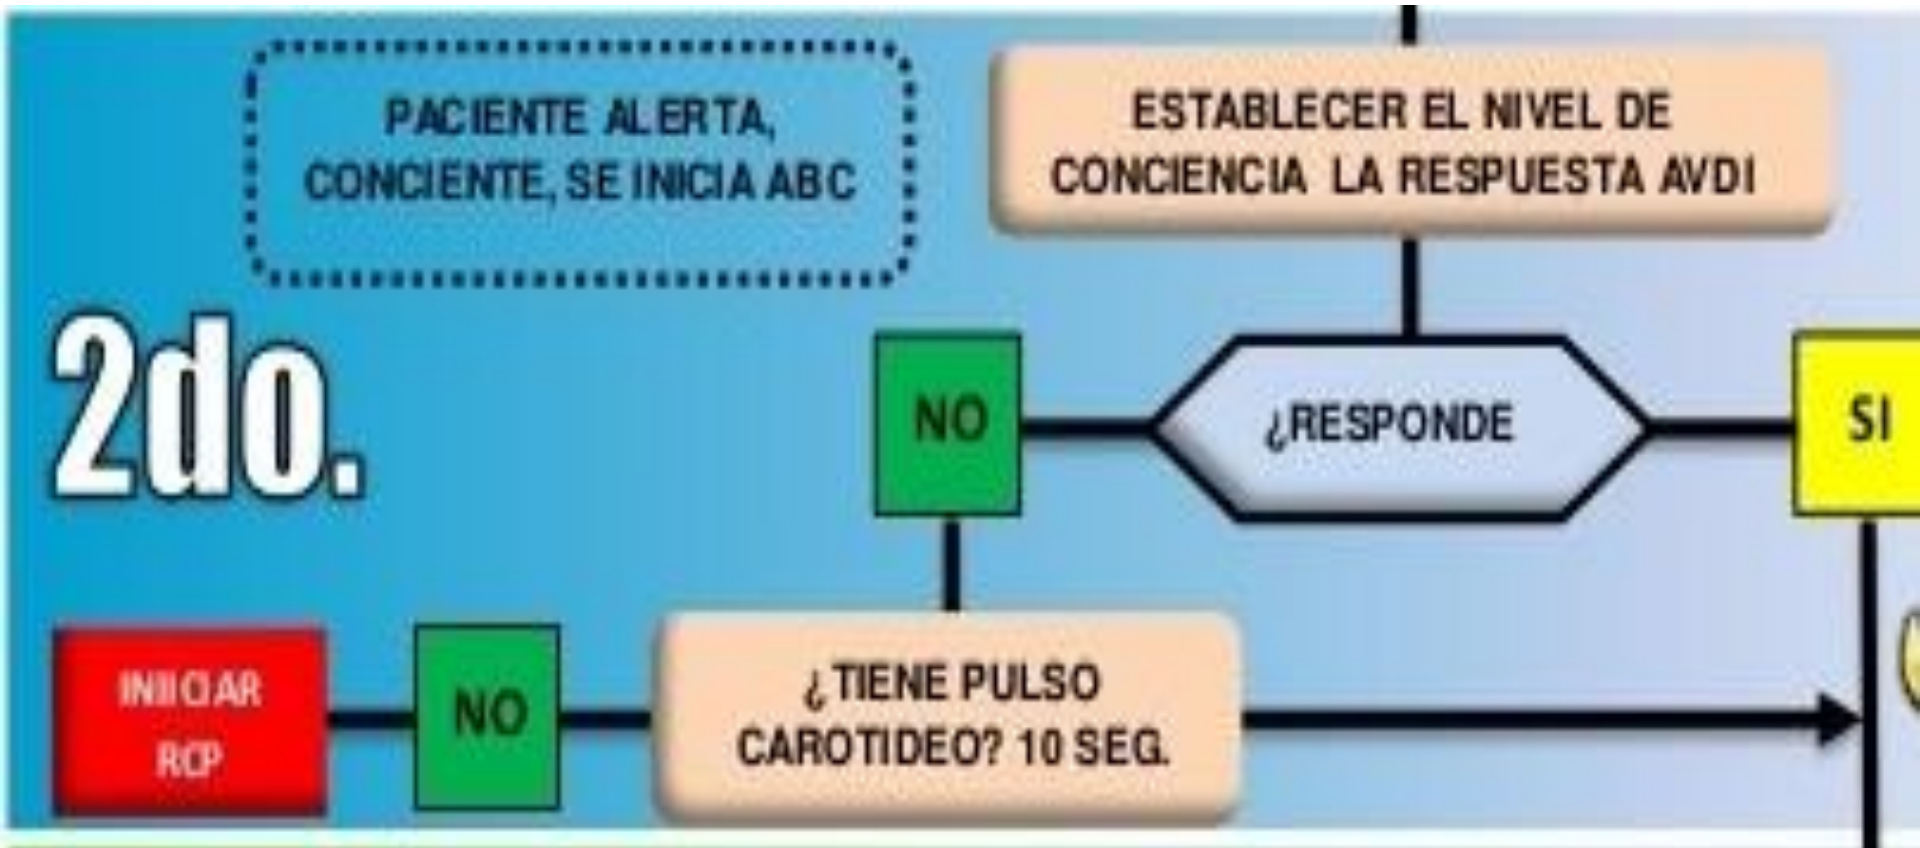 PACIENTE ALERTA,
CONCIENTE, SE INICIA ABC
ESTABLECER EL NIVEL DE
CONCIENCIA LA RESPUESTA AVDI
2do.
NO
¿RESPONDE
SI
INIICIAR
RCP
NO
¿TIENE PULSO
CAROTIDEO? 10 SEG.